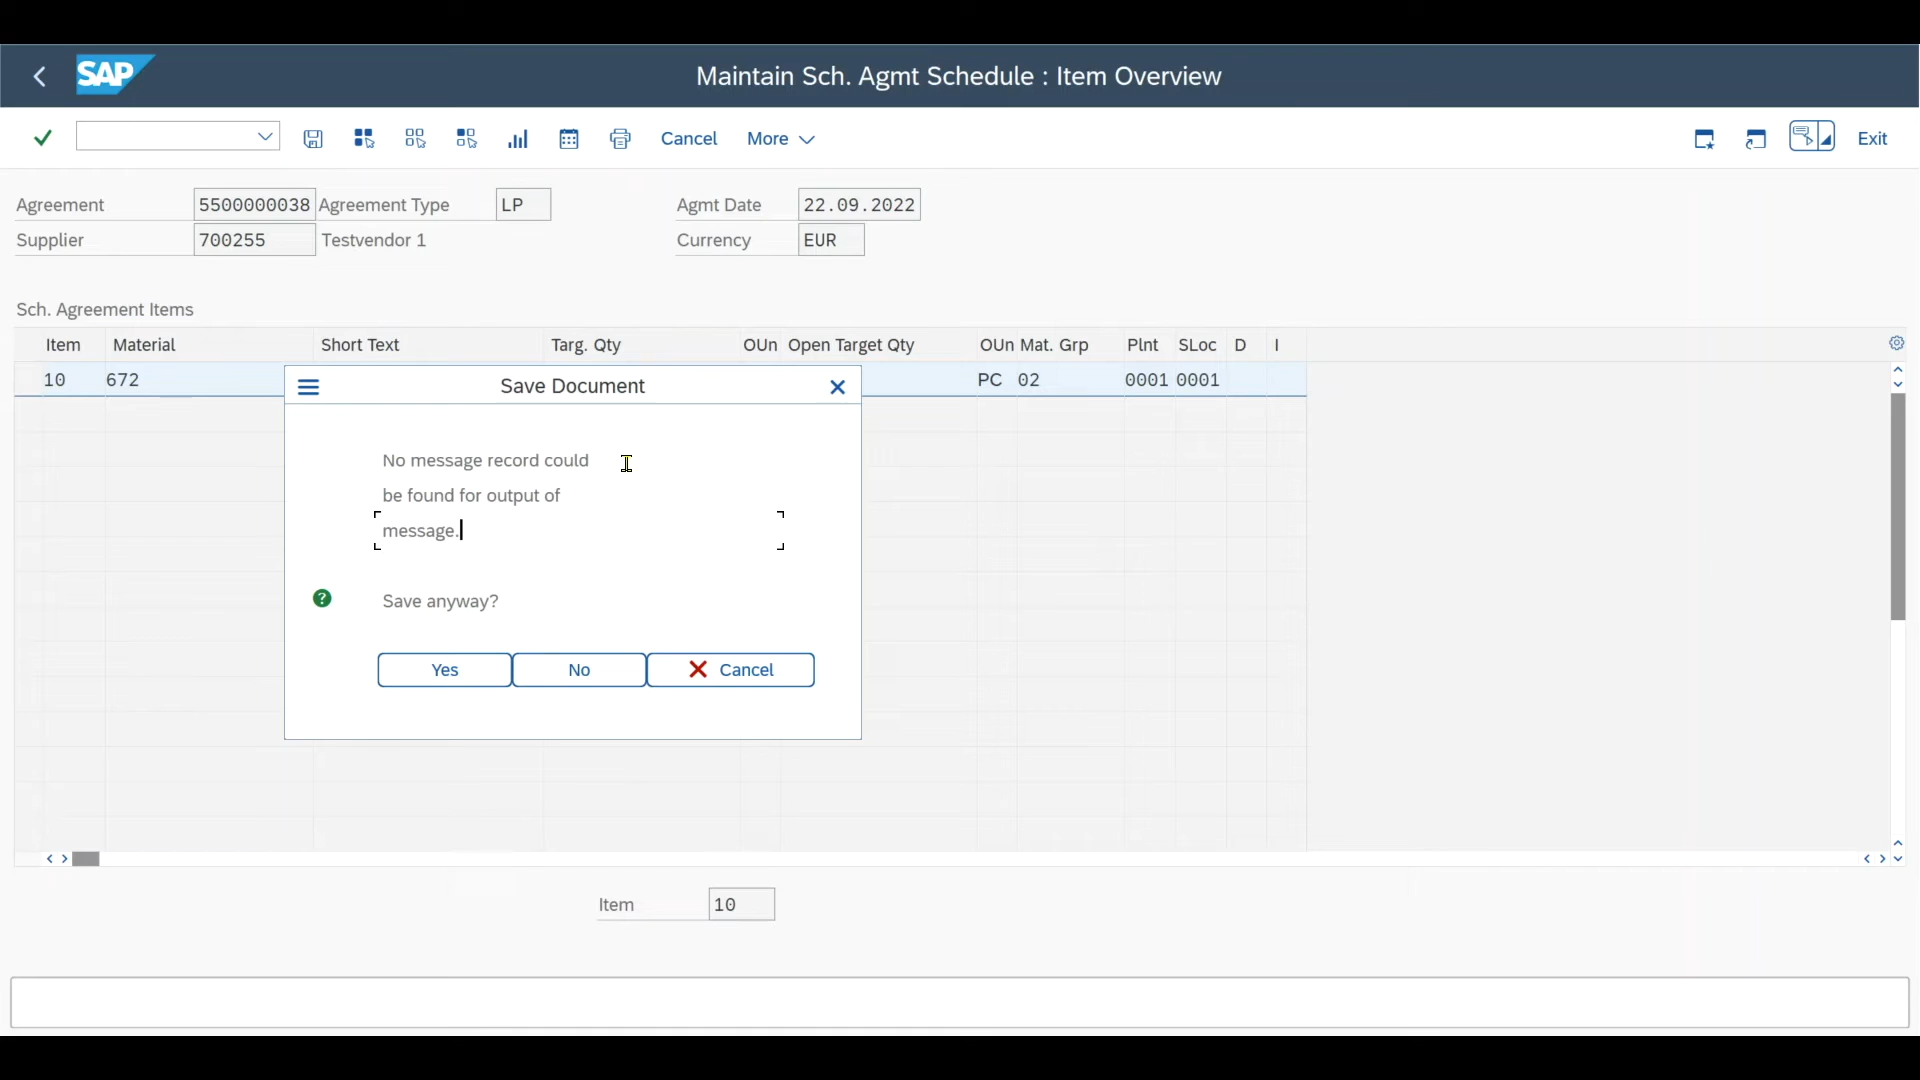 SAP
Maintain Sch. Agmt Schedule : Item Overview
Cancel More Exit
Agreement 5500000038 Agreement Type LP Agmt Date 22.09.2022
Supplier 700255 Testvendor 1 Currency EUR
Sch. Agreement Items
Item Material Short Text Targ. Qty OUn Open Target Qty OUn Mat. Grp Plnt SLoc D I
10 672 PC 02 0001 0001
Save Document
No message record could
be found for output of
message.
? Save anyway?
Yes No Cancel
Item 10